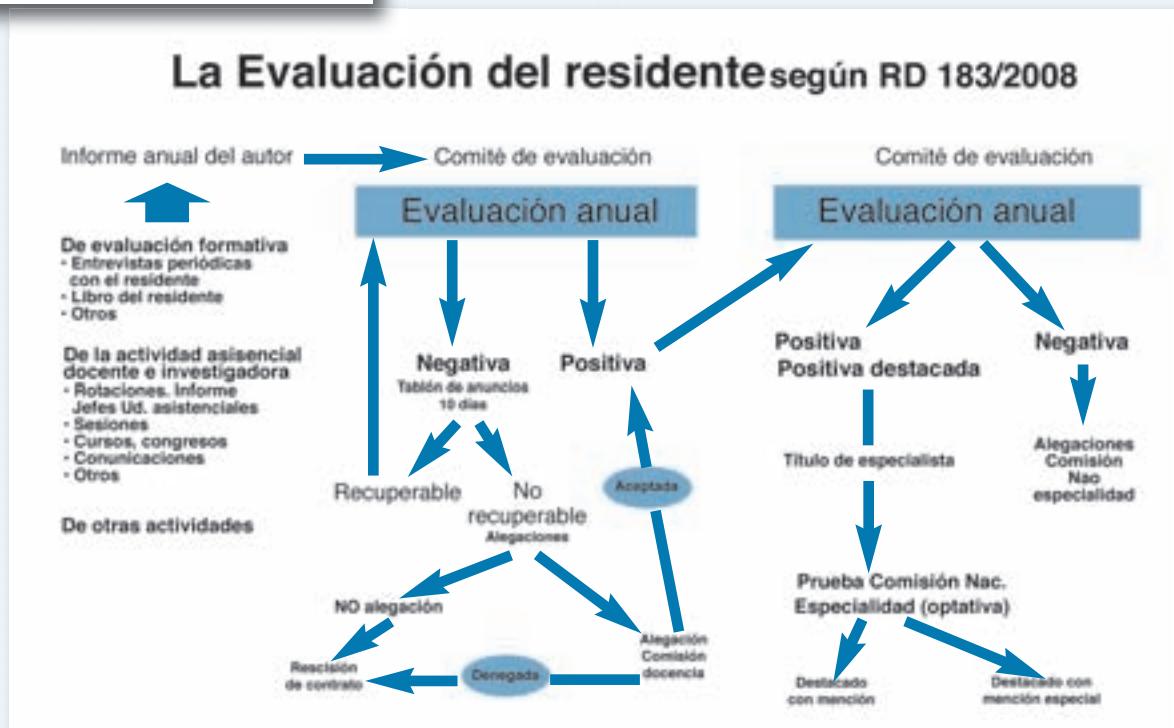 La Evaluación del residente según RD 183/2008
Informe anual del autor
Comité de evaluación
Evaluación anual
De evaluación formativa
· Entrevistas periódicas
con el residente
· Libro del residente
· Otros
De la actividad asisencial
docente e investigadora
· Rotaciones. Informe
Jefes Ud. asistenciales
· Sesiones
· Cursos, congresos
· Comunicaciones
· Otros
De otras actividades
Negativa
Tablón de anuncios
10 días
Positiva
Recuperable
No
recuperable
Alegaciones
Aceptada
NO alegación
Rescisión
de contrato
Denegada
Alegación
Comisión
docencia
Comité de evaluación
Evaluación anual
Positiva
Positiva destacada
Negativa
Título de especialista
Alegaciones
Comisión
Nao
especialidad
Prueba Comisión Nac.
Especialidad (optativa)
Destacado
con mención
Destacado con
mención especial